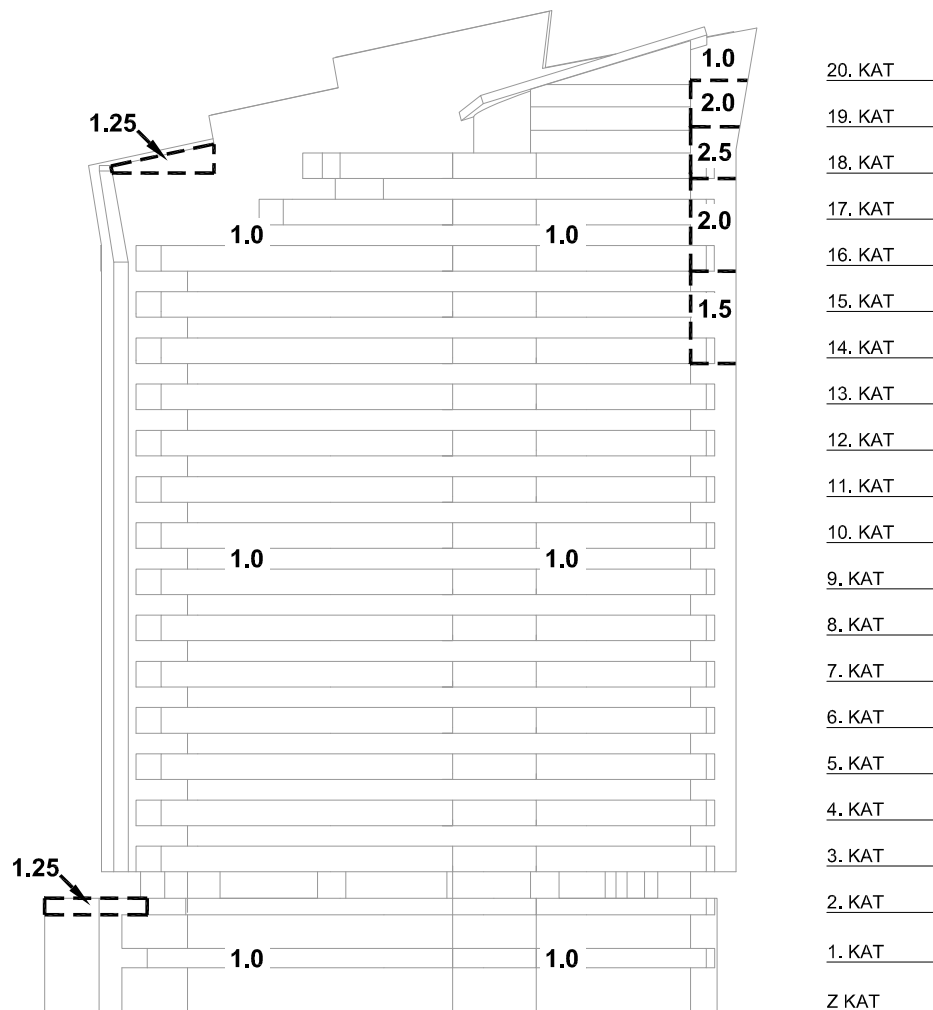 1.0
20. KAT
2.0
19. KAT
1.25
2.5
18. KAT
17. KAT
2.0
1.0
1.0
16. KAT
1.5
15. KAT
14. KAT
13. KAT
12. KAT
11. KAT
10. KAT
1.0
1.0
9. KAT
8. KAT
7. KAT
6. KAT
5. KAT
4. KAT
3. KAT
1.25
2. KAT
1. KAT
1.0
1.0
Z KAT